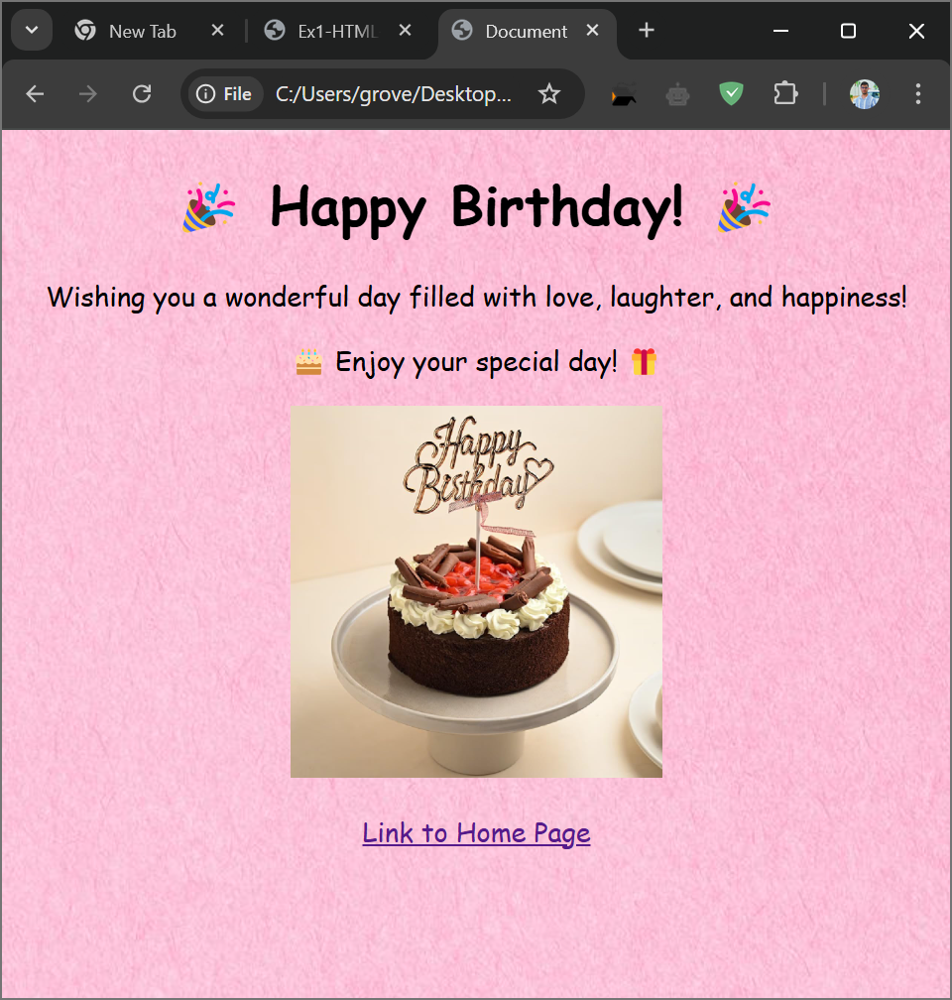 New Tab
Ex1-HTML
Document
File
C:/Users/grove/Desktop...
🎉 Happy Birthday! 🎉
Wishing you a wonderful day filled with love, laughter, and happiness!
🎂 Enjoy your special day! 🎁
Happy
Birthday
Link to Home Page